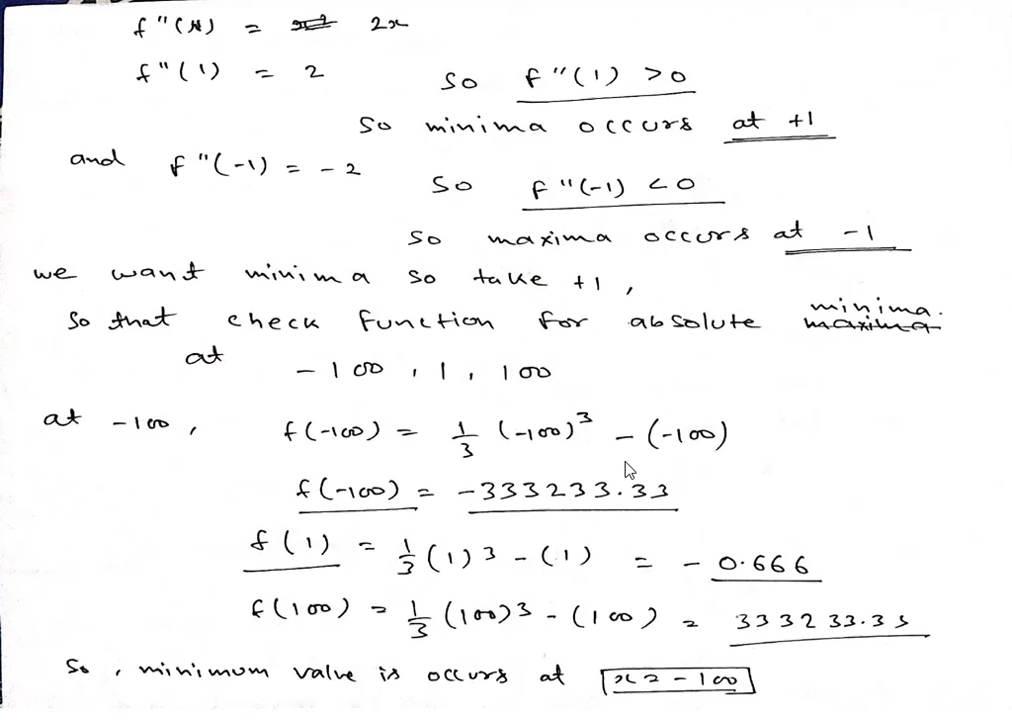 f"(x) = 2x
f"(1) = 2 so f"(1) >0
so minima occurs at +1
and f"(-1) = -2
so f"(-1) <0
so maxima occurs at -1
we want minima so take +1,
so that check function for absolute minima.
at -100, 1, 100
at -100, f(-100) = 1/3 (-100)³ - (-100)
f(-100) = -333233.33
f(1) = 1/3 (1)³ - (1) = -0.666
f(100) = 1/3 (100)³ - (100) = 333233.33
So, minimum value is occurs at x = -100